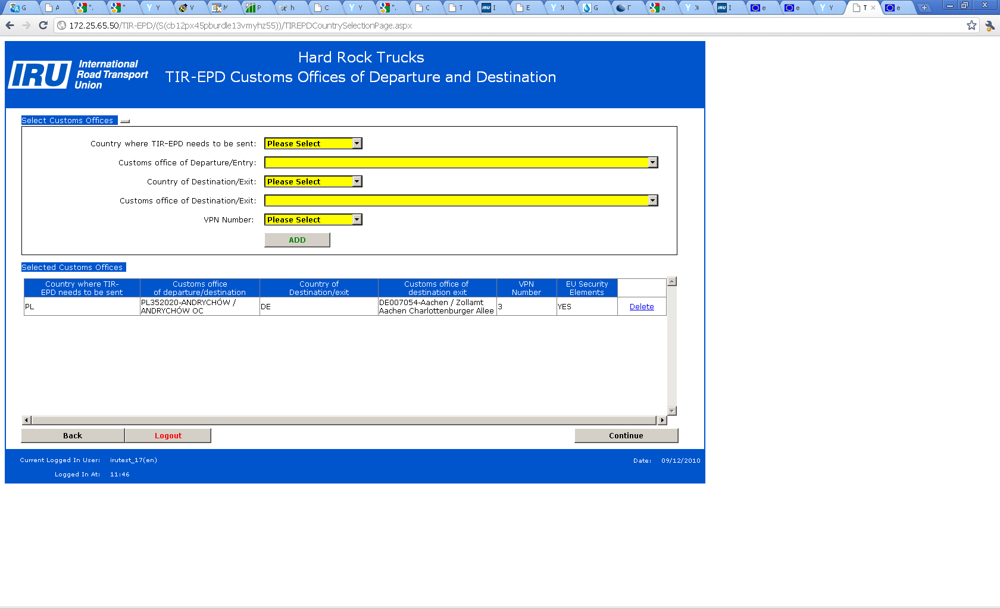 G A ". " Y V M P h C Y ". C T I E K G Г a Ж I e e Y T e
172.25.65.50/TIR-EPD/(S(cb12px45pburdle13vmyhz55))/TIREPDCountrySelectionPage.aspx
IRU International
Road Transport
Union
Hard Rock Trucks
TIR-EPD Customs Offices of Departure and Destination
Select Customs Offices
Country where TIR-EPD needs to be sent: Please Select
Customs office of Departure/Entry:
Country of Destination/Exit: Please Select
Customs office of Destination/Exit:
VPN Number: Please Select
ADD
Selected Customs Offices
Country where TIR-
EPD needs to be sent
Customs office
of departure/destination
Country of
Destination/exit
Customs office of
destination exit
VPN
Number
EU Security
Elements
PL
PL352020-ANDRYCHÓW /
ANDRYCHÓW OC
DE
DE007054-Aachen / Zollamt
Aachen Charlottenburger Allee
3
YES
Delete
Back Logout Continue
Current Logged In User: irutest_17(en) Date: 09/12/2010
Logged In At: 11:46